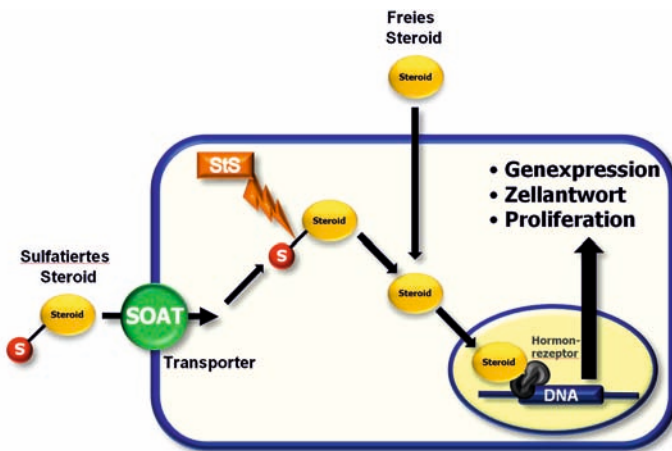 Freies
Steroid
Steroid
StS
• Genexpression
• Zellantwort
• Proliferation
Steroid
S
Sulfatiertes
Steroid
Steroid
S
SOAT
Transporter
Steroid
Steroid
Hormon-
rezeptor
DNA